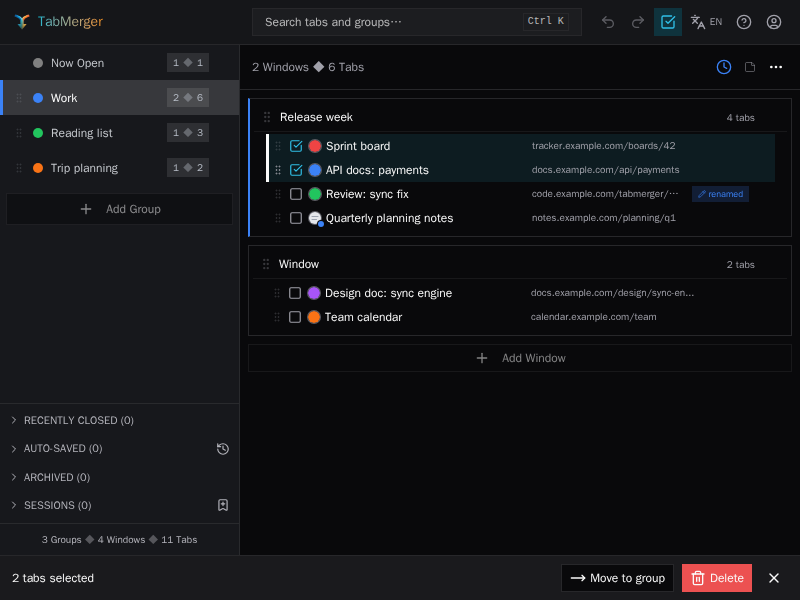 TabMerger
Search tabs and groups··· Ctrl K
EN
Now Open 1 ◆ 1
Work 2 ◆ 6
Reading list 1 ◆ 3
Trip planning 1 ◆ 2
Add Group
2 Windows ◆ 6 Tabs
Release week 4 tabs
Sprint board tracker.example.com/boards/42
API docs: payments docs.example.com/api/payments
Review: sync fix code.example.com/tabmerger/··· renamed
Quarterly planning notes notes.example.com/planning/q1
Window 2 tabs
Design doc: sync engine docs.example.com/design/sync-en...
Team calendar calendar.example.com/team
Add Window
RECENTLY CLOSED (0)
AUTO-SAVED (0)
ARCHIVED (0)
SESSIONS (0)
3 Groups ◆ 4 Windows ◆ 11 Tabs
2 tabs selected
Move to group
Delete